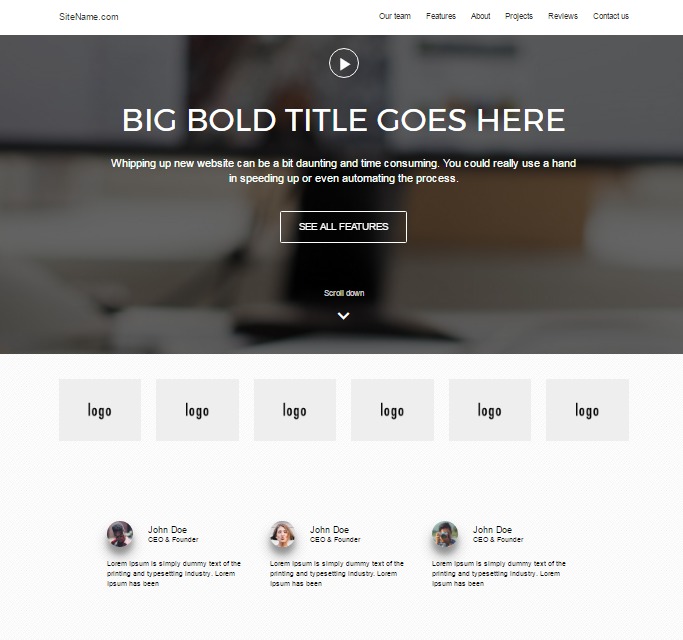 SiteName.com
Our team Features About Projects Reviews Contact us
BIG BOLD TITLE GOES HERE
Whipping up new website can be a bit daunting and time consuming. You could really use a hand
in speeding up or even automating the process.
SEE ALL FEATURES
Scroll down
logo logo logo logo logo logo
John Doe
CEO & Founder
Lorem Ipsum is simply dummy text of the
printing and typesetting industry. Lorem
Ipsum has been
John Doe
CEO & Founder
Lorem Ipsum is simply dummy text of the
printing and typesetting industry. Lorem
Ipsum has been
John Doe
CEO & Founder
Lorem Ipsum is simply dummy text of the
printing and typesetting industry. Lorem
Ipsum has been